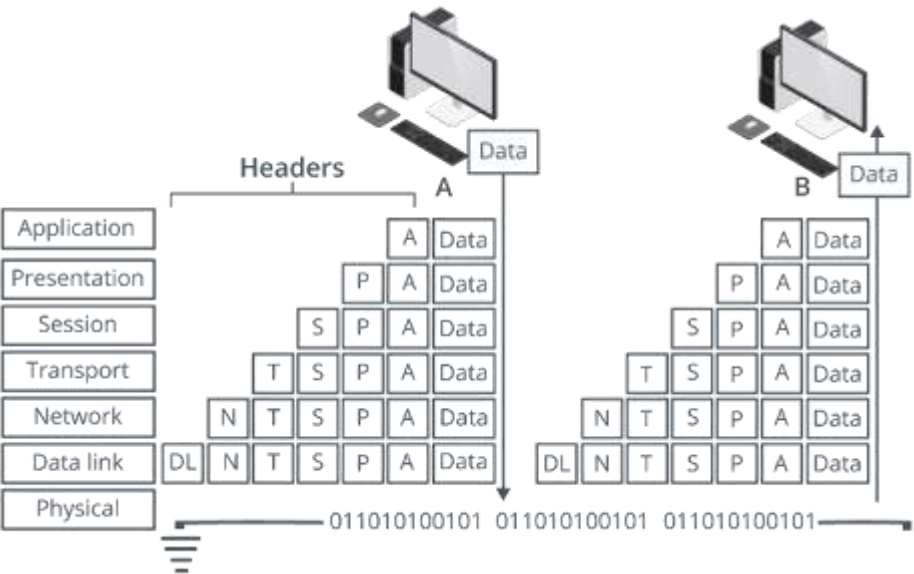 Data
Data
Headers
A
B
Application A Data A Data
Presentation P A Data P A Data
Session S P A Data S P A Data
Transport T S P A Data T S P A Data
Network N T S P A Data N T S P A Data
Data link DL N T S P A Data DL N T S P A Data
Physical
011010100101 011010100101 011010100101